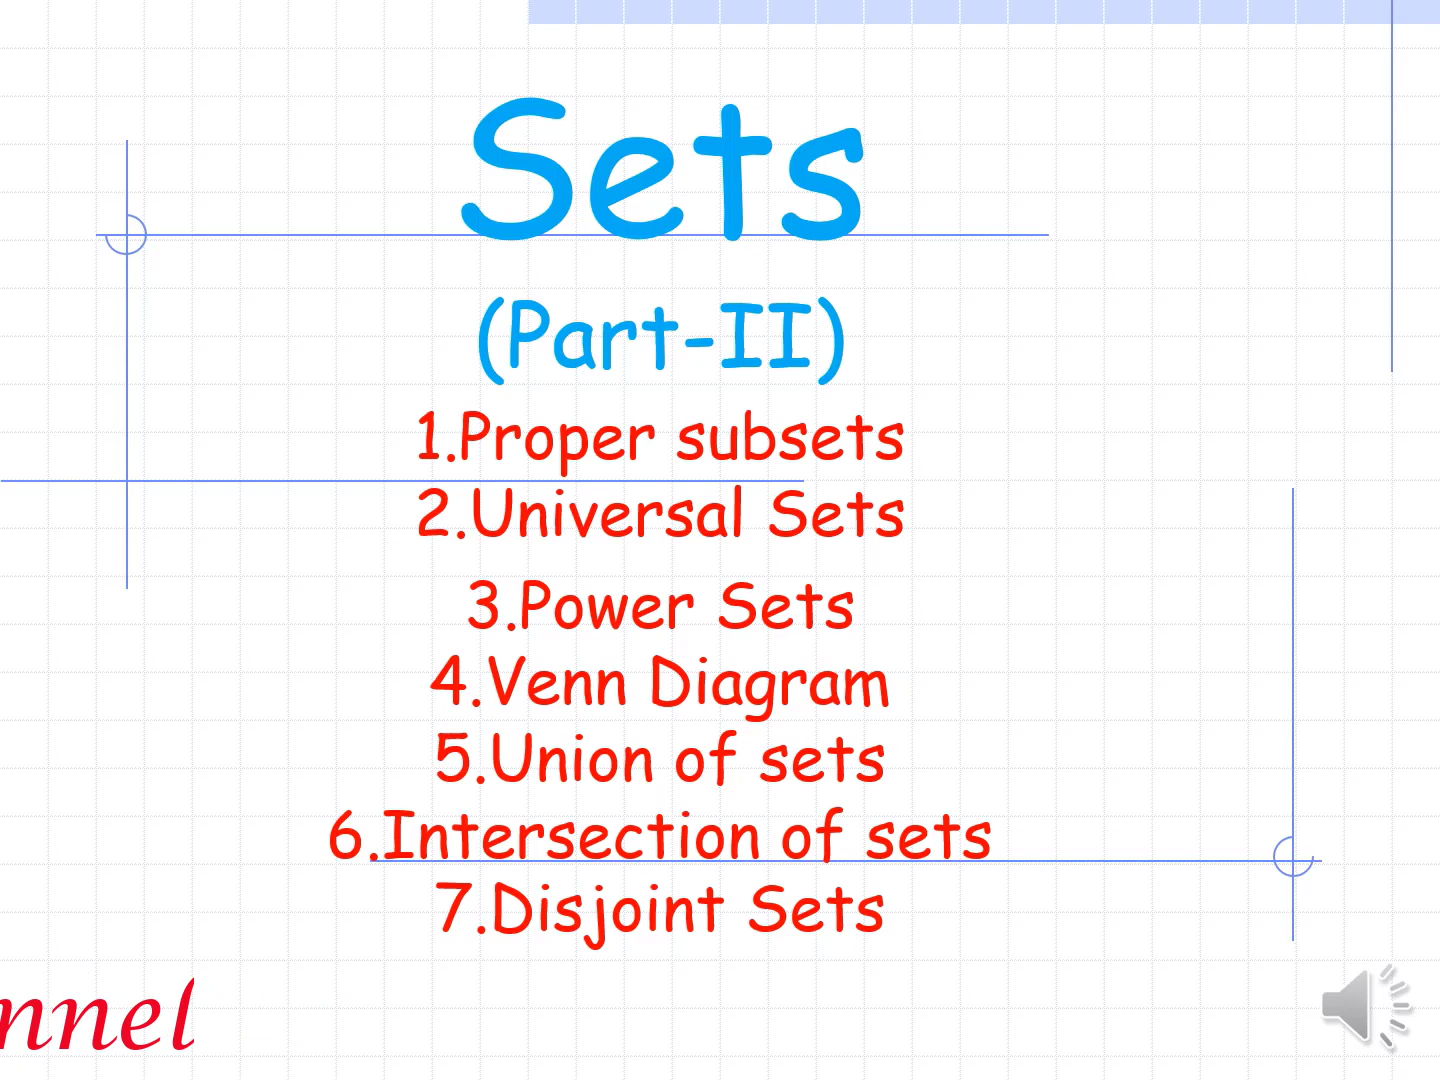 Sets
(Part-II)
1.Proper subsets
2.Universal Sets
3.Power Sets
4.Venn Diagram
5.Union of sets
6.Intersection of sets
7.Disjoint Sets
nnel